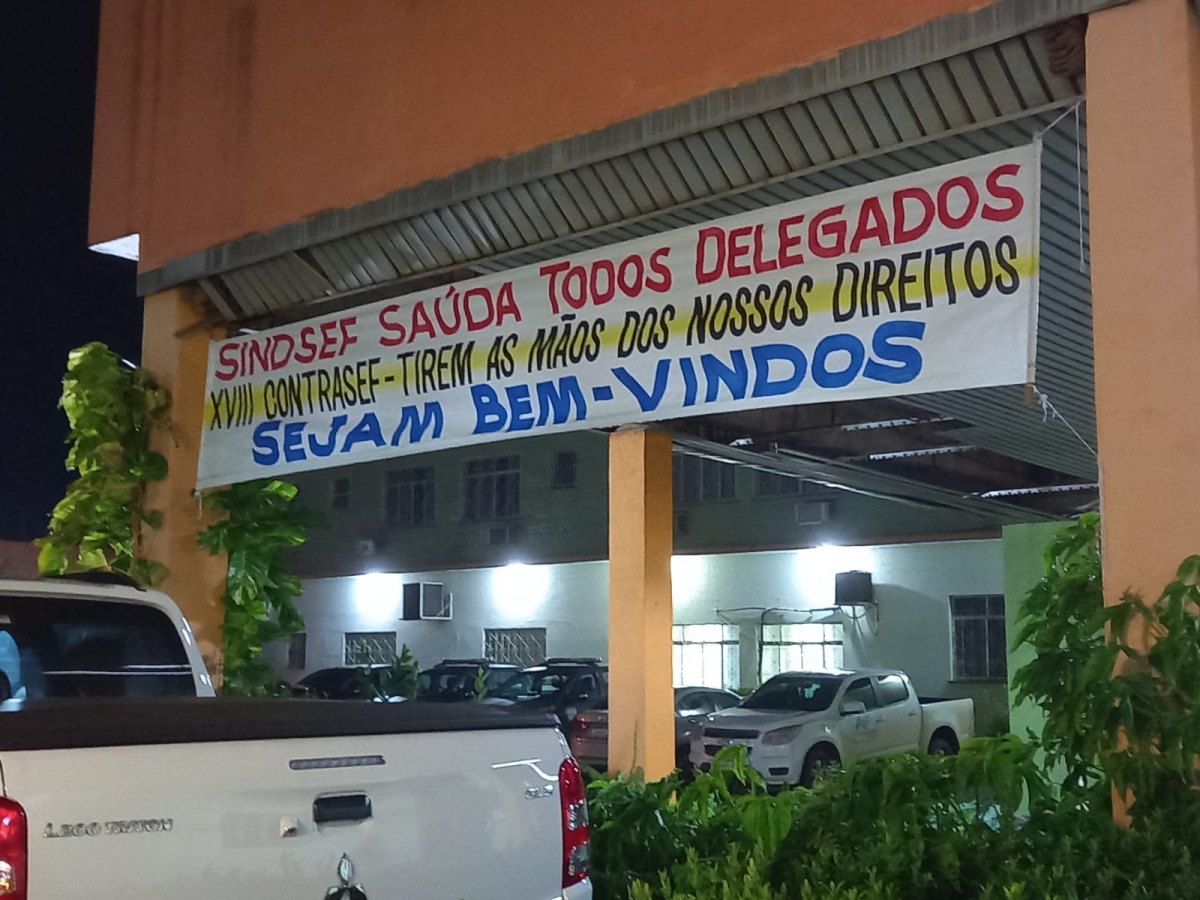 SINDSEF SAÚDA TODOS DELEGADOS
XVIII CONTRASEF-TIREM AS MÃOS DOS NOSSOS DIREITOS
SEJAM BEM-VINDOS
L200 TRITON